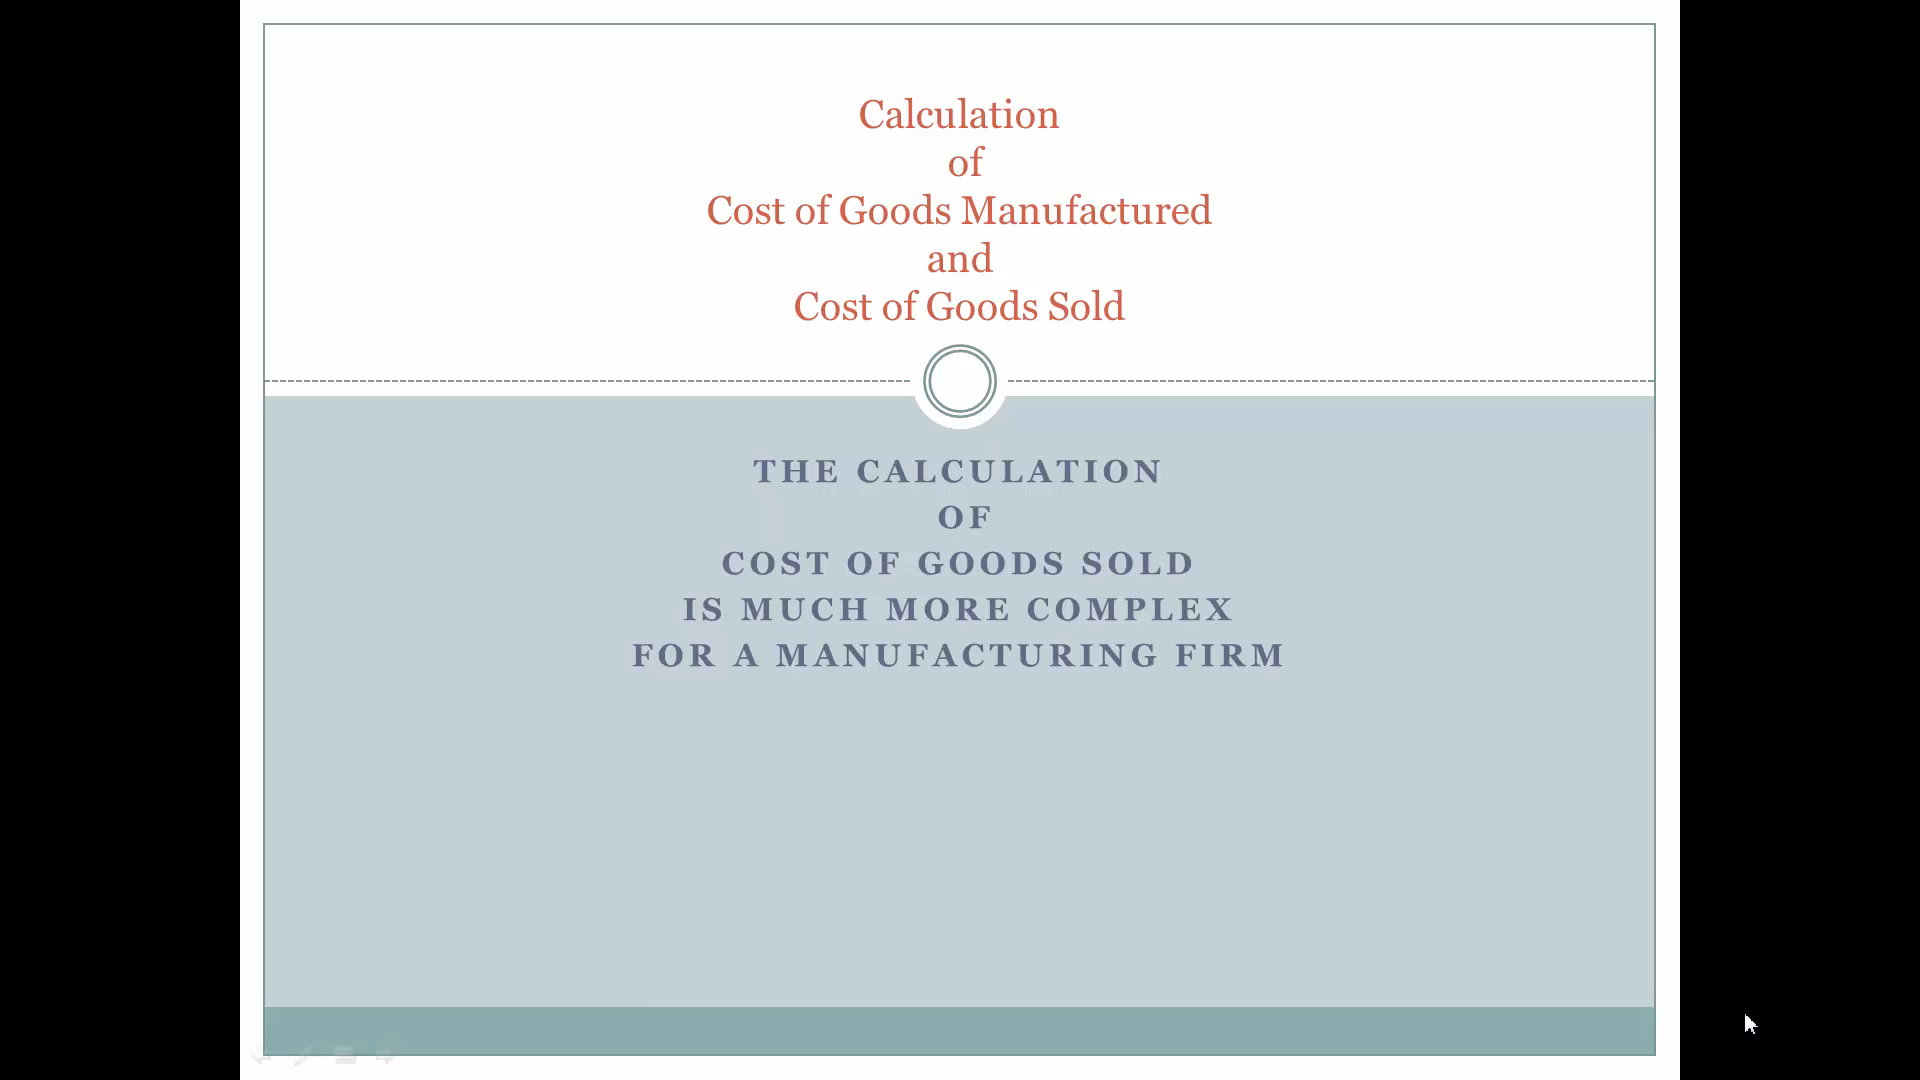 Calculation
of
Cost of Goods Manufactured
and
Cost of Goods Sold
THE CALCULATION
OF
COST OF GOODS SOLD
IS MUCH MORE COMPLEX
FOR A MANUFACTURING FIRM